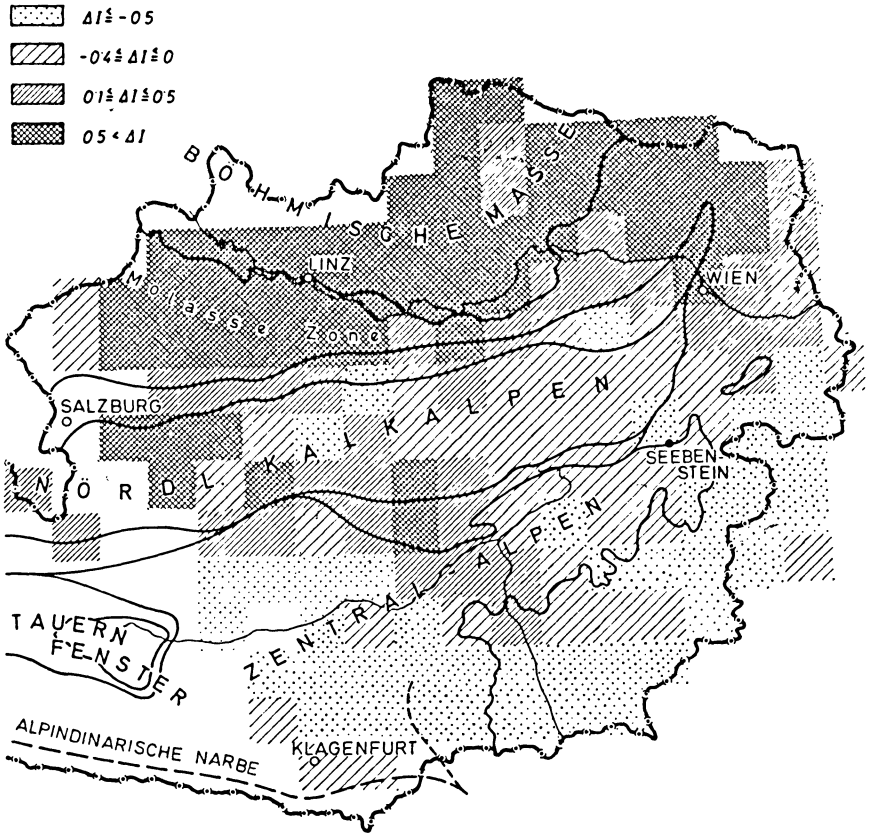 ΔI ≤ -0.5
-0.4 ≤ ΔI ≤ 0
0.1 ≤ ΔI ≤ 0.5
0.5 < ΔI
BÖHMISCHE MASSE
LINZ
WIEN
Molasse Zone
SALZBURG
NÖRDL. KALKALPEN
SEEBEN
STEIN
ZENTRAL-ALPEN
TAUERN
FENSTER
ALPINDINARISCHE NARBE
KLAGENFURT